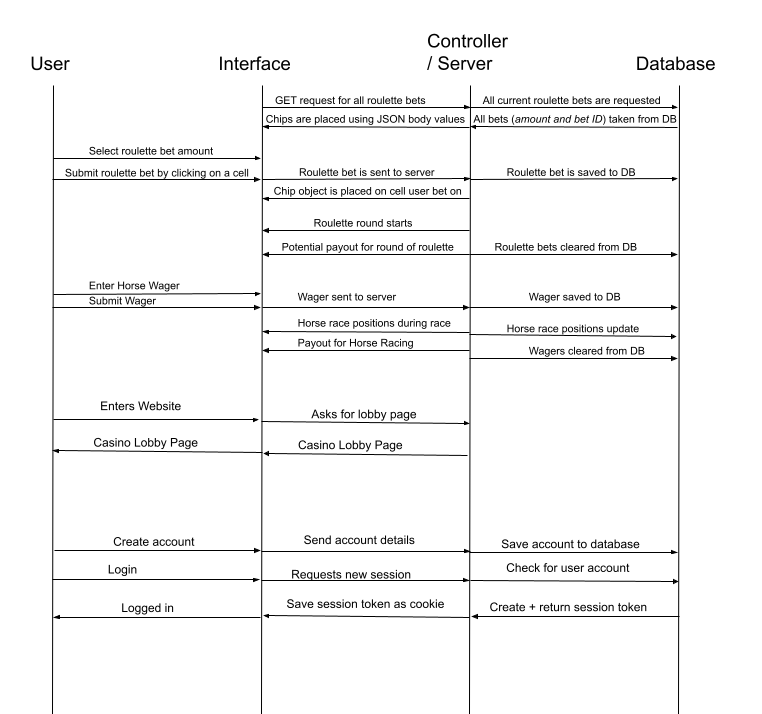 Controller
User Interface / Server Database
GET request for all roulette bets All current roulette bets are requested
Chips are placed using JSON body values All bets (amount and bet ID) taken from DB
Select roulette bet amount
Submit roulette bet by clicking on a cell Roulette bet is sent to server Roulette bet is saved to DB
Chip object is placed on cell user bet on
Roulette round starts
Potential payout for round of roulette Roulette bets cleared from DB
Enter Horse Wager
Submit Wager Wager sent to server Wager saved to DB
Horse race positions during race Horse race positions update
Payout for Horse Racing
Wagers cleared from DB
Enters Website Asks for lobby page
Casino Lobby Page Casino Lobby Page
Create account Send account details Save account to database
Login Requests new session Check for user account
Logged in Save session token as cookie Create + return session token